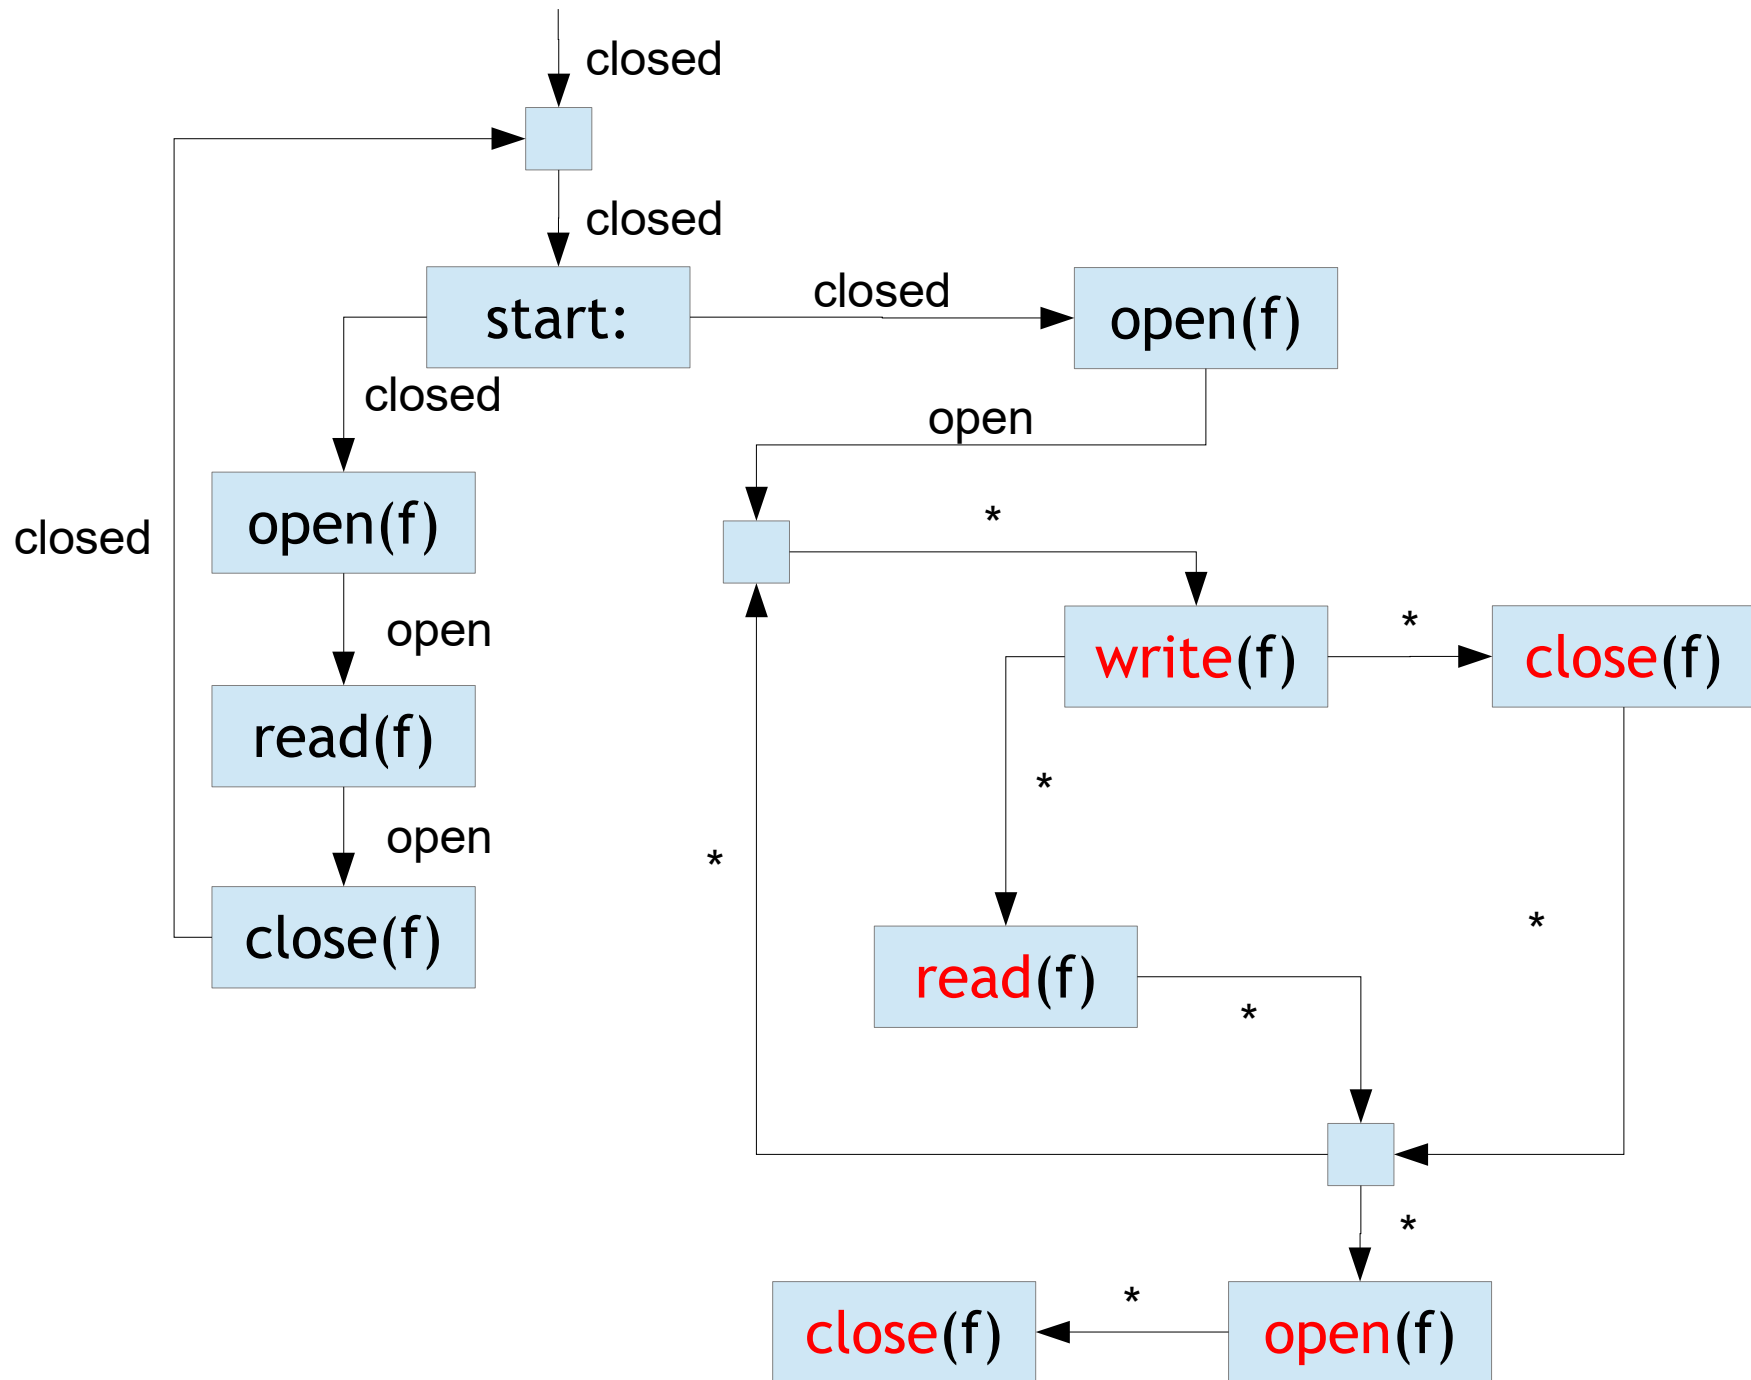 closed
closed
start:
closed
open(f)
closed
open
open(f)
*
closed
open
write(f)
*
close(f)
read(f)
*
open
*
*
close(f)
read(f)
*
*
*
close(f)
*
open(f)